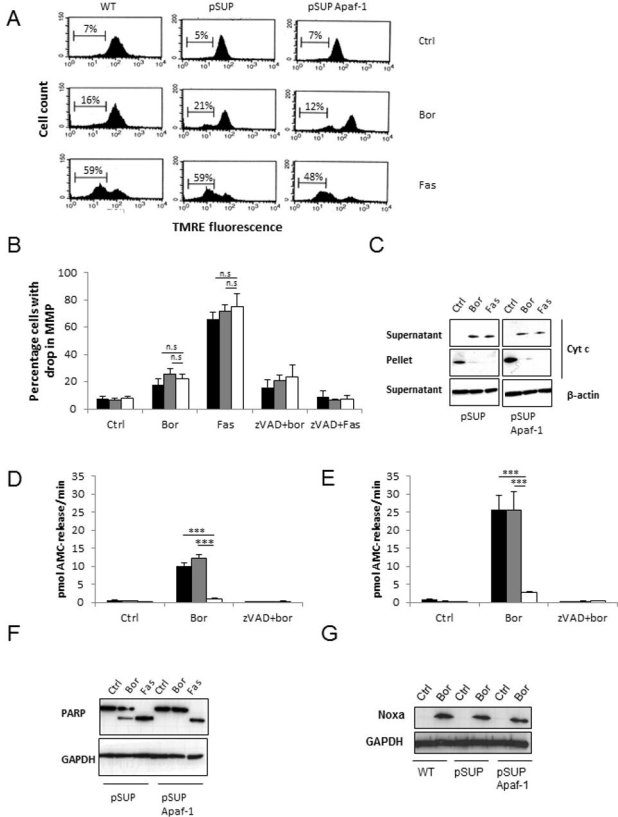 A
WT
pSUP
pSUP Apaf-1
7%
5%
7%
Ctrl
16%
21%
12%
Bor
59%
59%
48%
Fas
Cell count
TMRE fluorescence
B
Percentage cells with drop in MMP
100
80
60
40
20
0
n.s
n.s
n.s
n.s
Ctrl
Bor
Fas
zVAD+bor
zVAD+Fas
C
Ctrl
Bor
Fas
Ctrl
Bor
Fas
Supernatant
Pellet
Cyt c
Supernatant
β-actin
pSUP
pSUP
Apaf-1
D
pmol AMC-release/min
35
30
25
20
15
10
5
0
***
***
Ctrl
Bor
zVAD+bor
E
pmol AMC-release/min
35
30
25
20
15
10
5
0
***
***
Ctrl
Bor
zVAD+bor
F
Ctrl
Bor
Fas
Ctrl
Bor
Fas
PARP
GAPDH
pSUP
pSUP
Apaf-1
G
Ctrl
Bor
Ctrl
Bor
Ctrl
Bor
Noxa
GAPDH
WT
pSUP
pSUP
Apaf-1